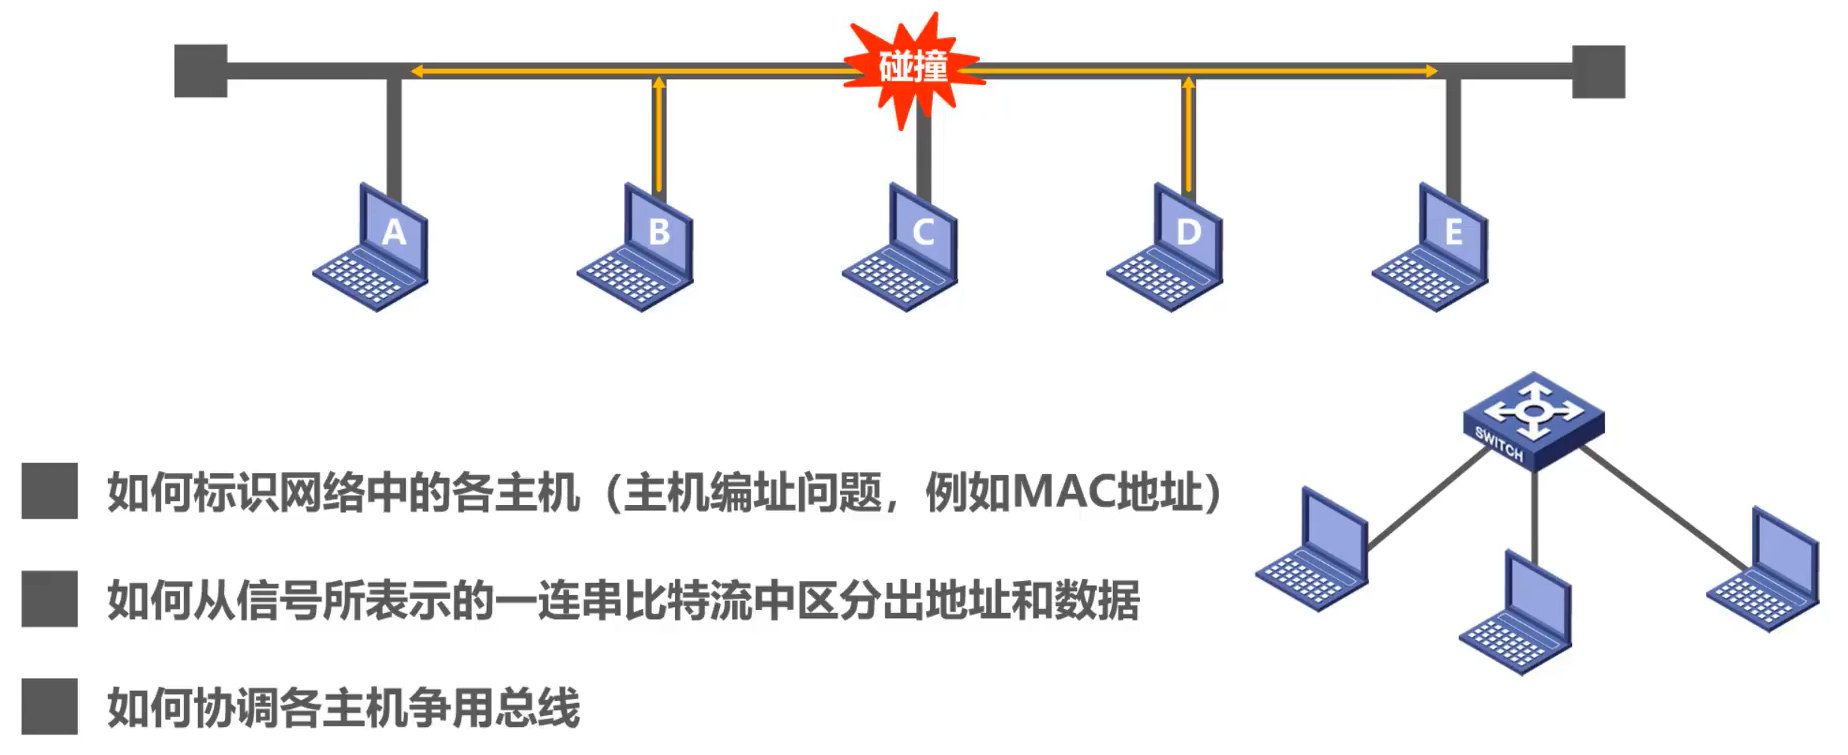 碰撞
A
B
C
D
E
SWITCH
如何标识网络中的各主机（主机编址问题，例如MAC地址）
如何从信号所表示的一连串比特流中区分出地址和数据
如何协调各主机争用总线